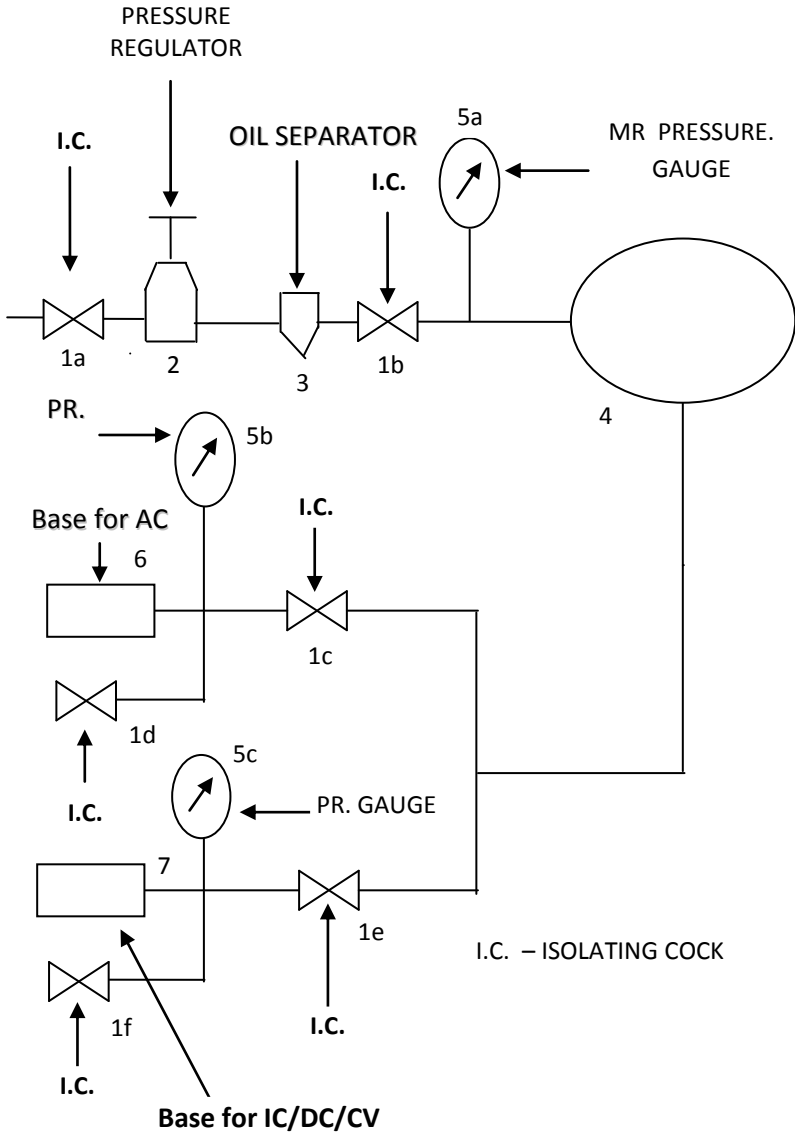 PRESSURE
REGULATOR
I.C.
OIL SEPARATOR
I.C.
5a
MR PRESSURE.
GAUGE
1a
2
3
1b
4
PR.
5b
Base for AC
6
I.C.
1c
1d
I.C.
5c
PR. GAUGE
7
1e
I.C. – ISOLATING COCK
1f
I.C.
I.C.
Base for IC/DC/CV